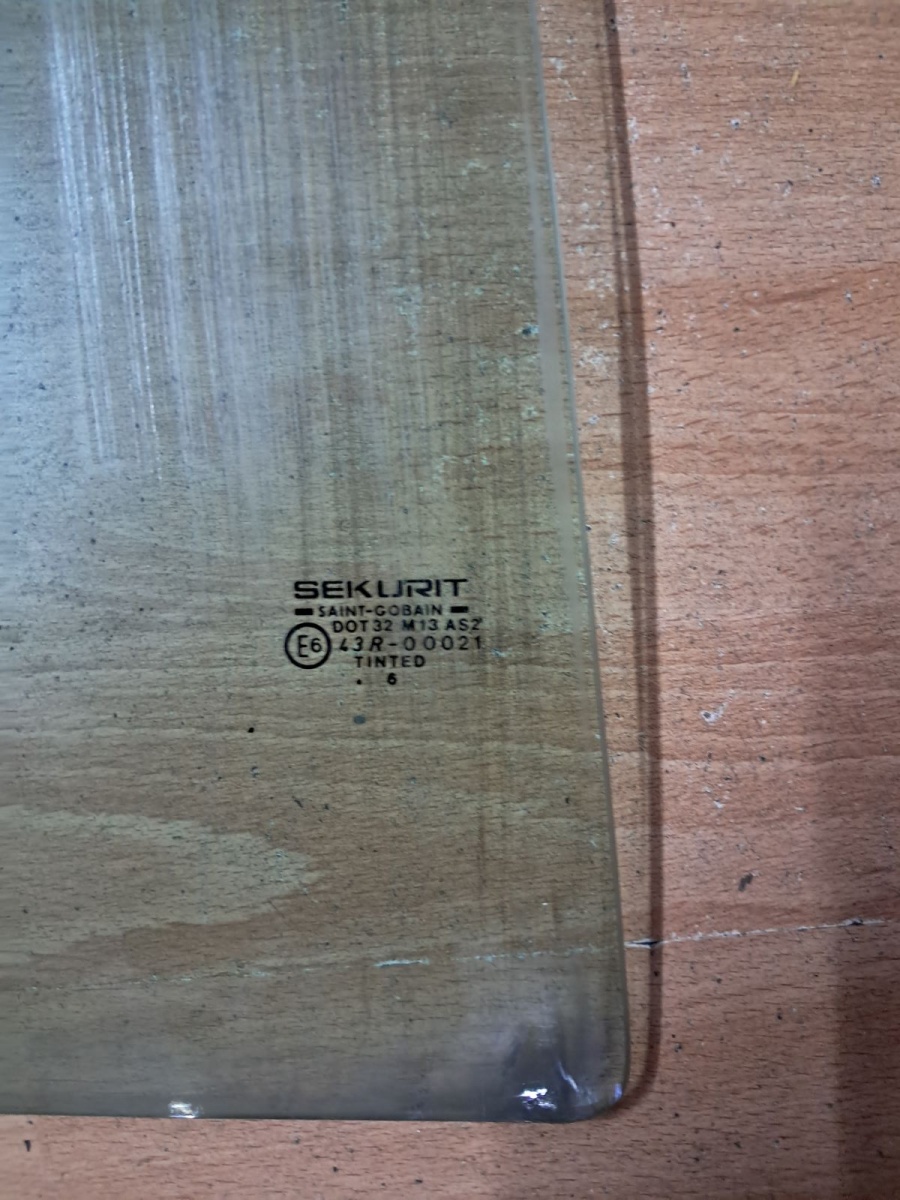 SEKURIT
SAINT-GOBAIN
DOT 32 M13 AS2
E6 43R-00021
TINTED
. 6